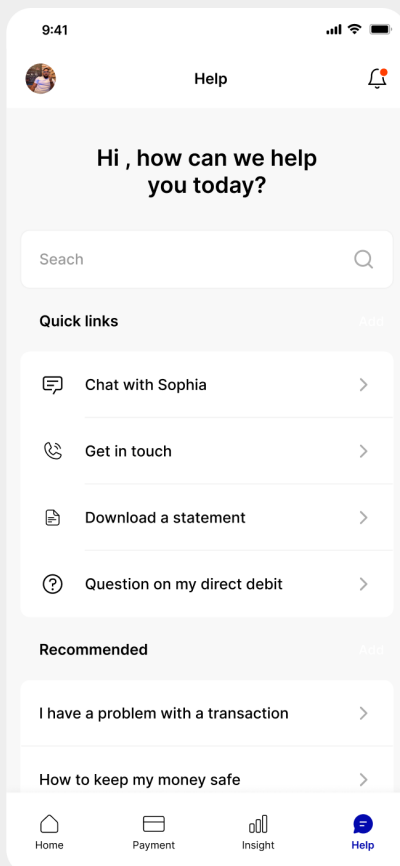 9:41
Help
Hi , how can we help
you today?
Seach
Quick links
Add
Chat with Sophia
Get in touch
Download a statement
Question on my direct debit
Recommended
Add
I have a problem with a transaction
How to keep my money safe
Home
Payment
Insight
Help